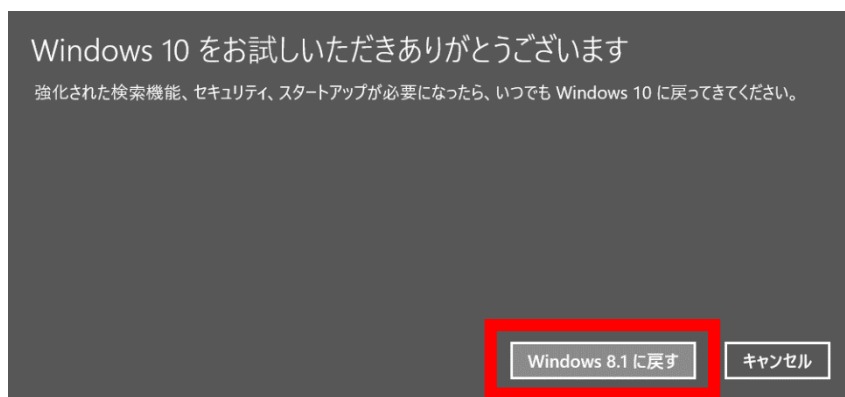 Windows 10 をお試しいただきありがとうございます
強化された検索機能、セキュリティ、スタートアップが必要になったら、いつでも Windows 10 に戻ってきてください。
Windows 8.1 に戻す
キャンセル